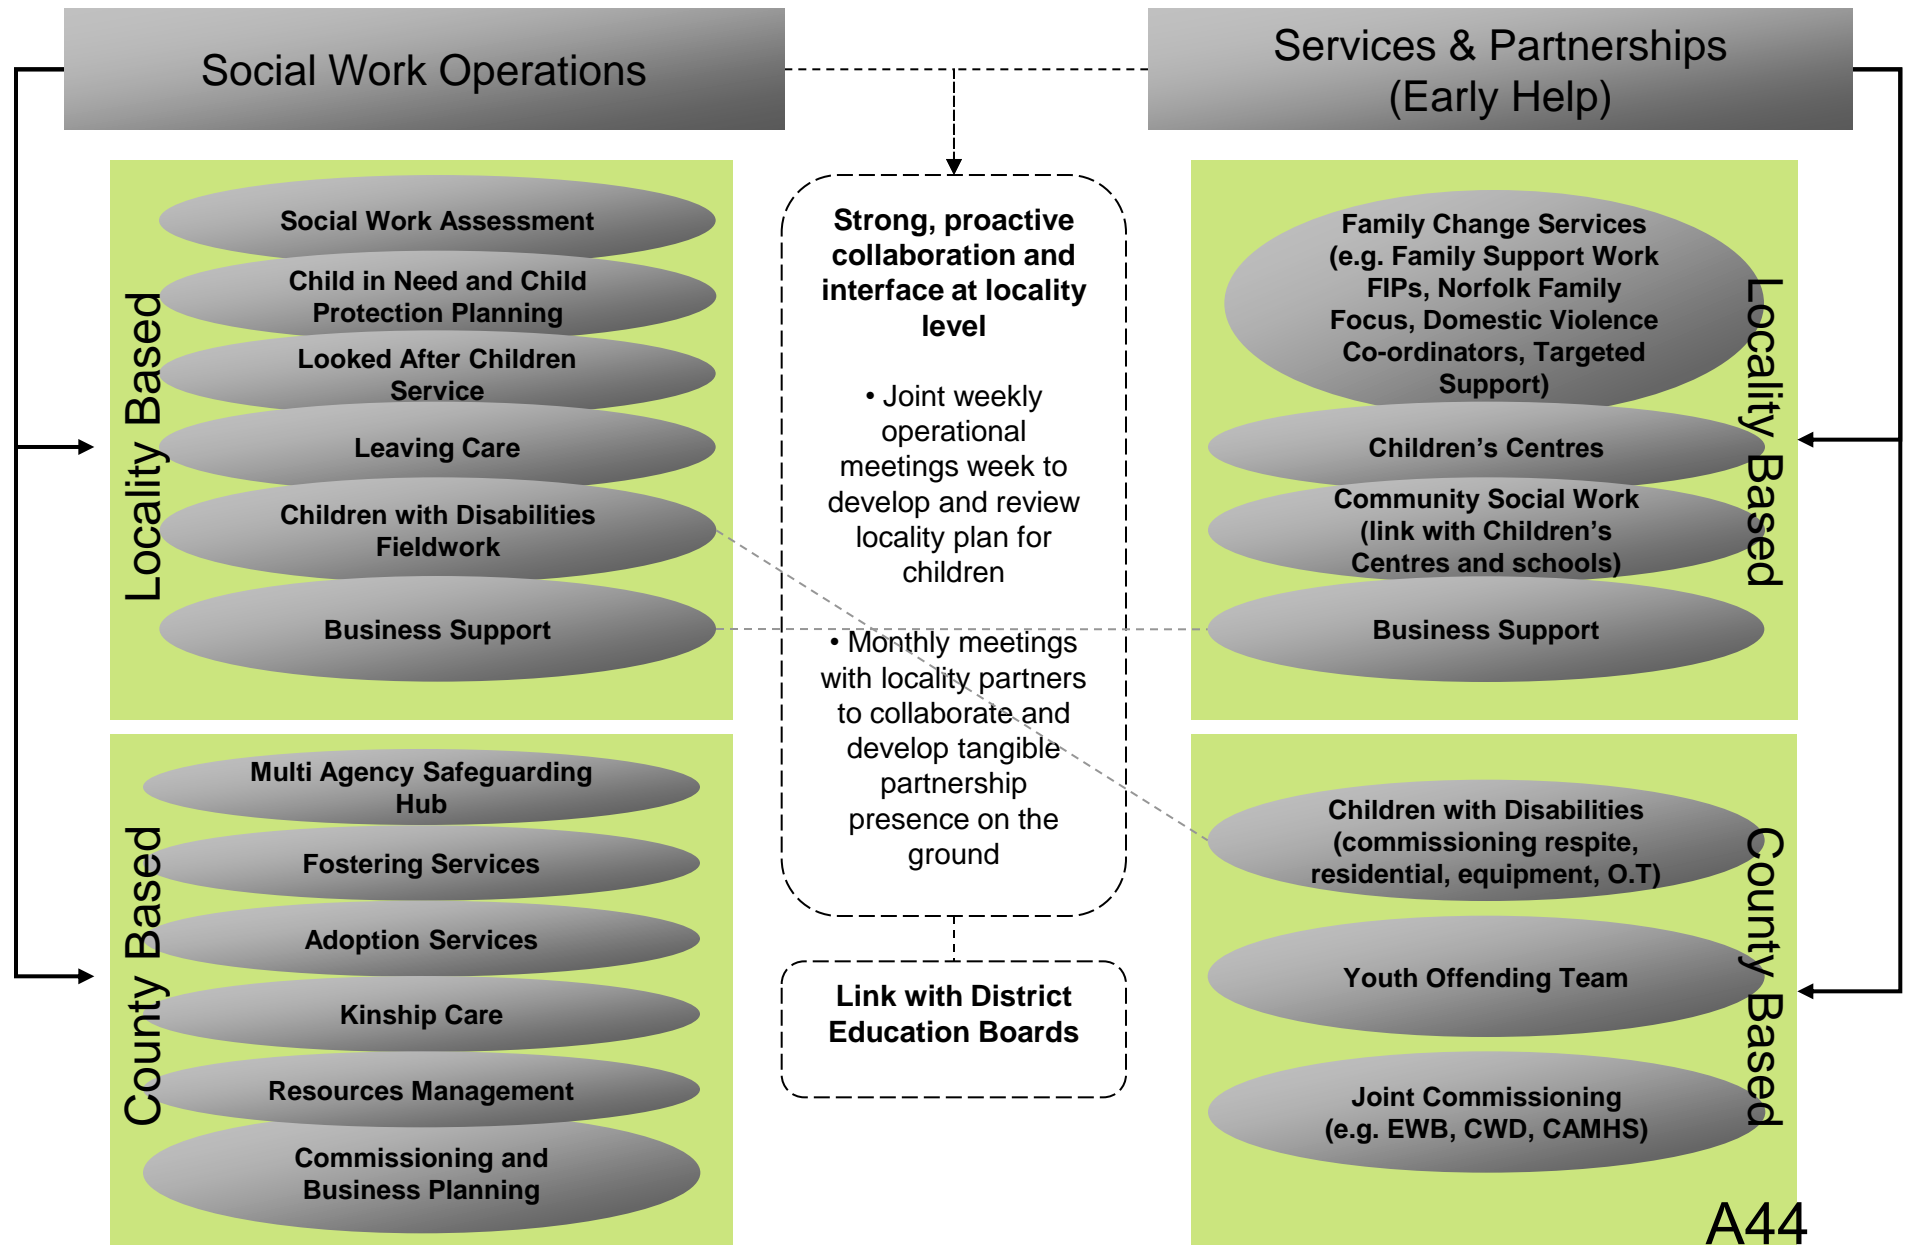 Social Work Operations
Services & Partnerships
(Early Help)
Locality Based
Social Work Assessment
Child in Need and Child
Protection Planning
Looked After Children
Service
Leaving Care
Children with Disabilities
Fieldwork
Business Support
County Based
Multi Agency Safeguarding
Hub
Fostering Services
Adoption Services
Kinship Care
Resources Management
Commissioning and
Business Planning
Strong, proactive
collaboration and
interface at locality
level
• Joint weekly
operational
meetings week to
develop and review
locality plan for
children
• Monthly meetings
with locality partners
to collaborate and
develop tangible
partnership
presence on the
ground
Link with District
Education Boards
Family Change Services
(e.g. Family Support Work
FIPs, Norfolk Family
Focus, Domestic Violence
Co-ordinators, Targeted
Support)
Children's Centres
Community Social Work
(link with Children's
Centres and schools)
Business Support
Locality Based
Children with Disabilities
(commissioning respite,
residential, equipment, O.T)
Youth Offending Team
Joint Commissioning
(e.g. EWB, CWD, CAMHS)
County Based
A44